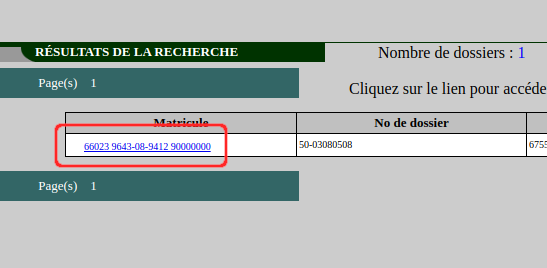 RÉSULTATS DE LA RECHERCHE
Nombre de dossiers : 1
Page(s) 1
Cliquez sur le lien pour accéde
Matricule No de dossier
66023 9643-08-9412 90000000 50-03080508 6755
Page(s) 1